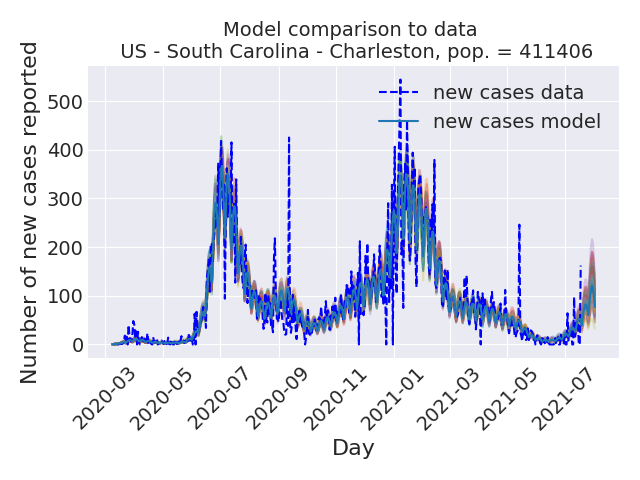 Model comparison to data
US - South Carolina - Charleston, pop. = 411406
Number of new cases reported
500
400
300
200
100
0
new cases data
new cases model
2020-03
2020-05
2020-07
2020-09
2020-11
2021-01
2021-03
2021-05
2021-07
Day